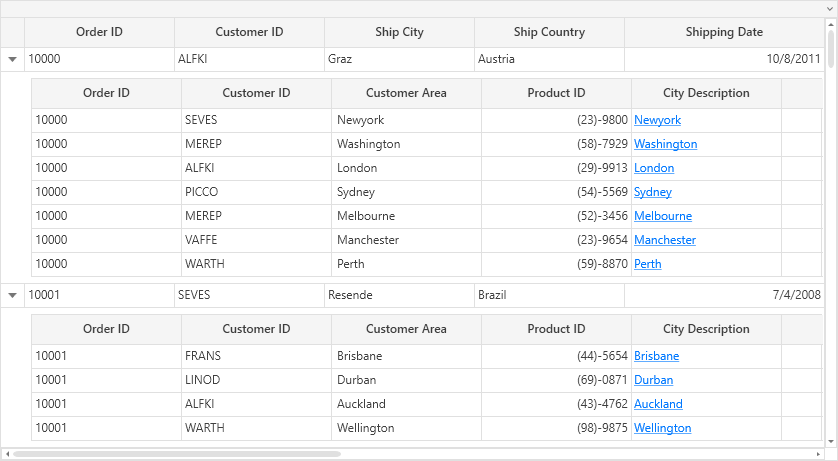 Order ID Customer ID Ship City Ship Country Shipping Date
10000 ALFKI Graz Austria 10/8/2011
Order ID Customer ID Customer Area Product ID City Description
10000 SEVES Newyork (23)-9800 Newyork
10000 MEREP Washington (58)-7929 Washington
10000 ALFKI London (29)-9913 London
10000 PICCO Sydney (54)-5569 Sydney
10000 MEREP Melbourne (52)-3456 Melbourne
10000 VAFFE Manchester (23)-9654 Manchester
10000 WARTH Perth (59)-8870 Perth
10001 SEVES Resende Brazil 7/4/2008
Order ID Customer ID Customer Area Product ID City Description
10001 FRANS Brisbane (44)-5654 Brisbane
10001 LINOD Durban (69)-0871 Durban
10001 ALFKI Auckland (43)-4762 Auckland
10001 WARTH Wellington (98)-9875 Wellington